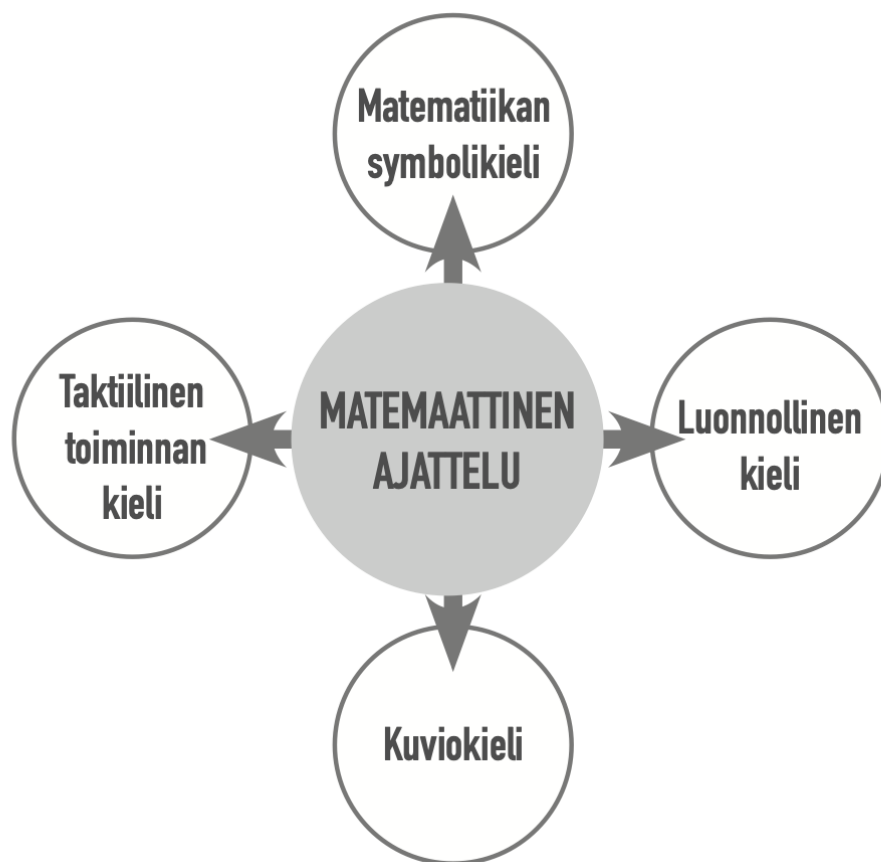 Matematiikan
symbolikieli
Taktiilinen
toiminnan
kieli
MATEMAATTINEN
AJATTELU
Luonnollinen
kieli
Kuviokieli